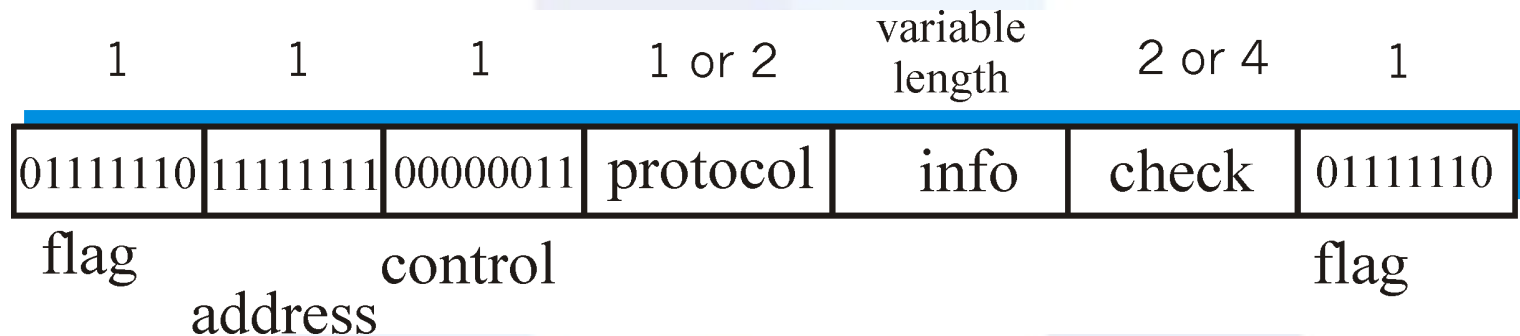 1 1 1 1 or 2 variable length 2 or 4 1
01111110 11111111 00000011 protocol info check 01111110
flag address control flag